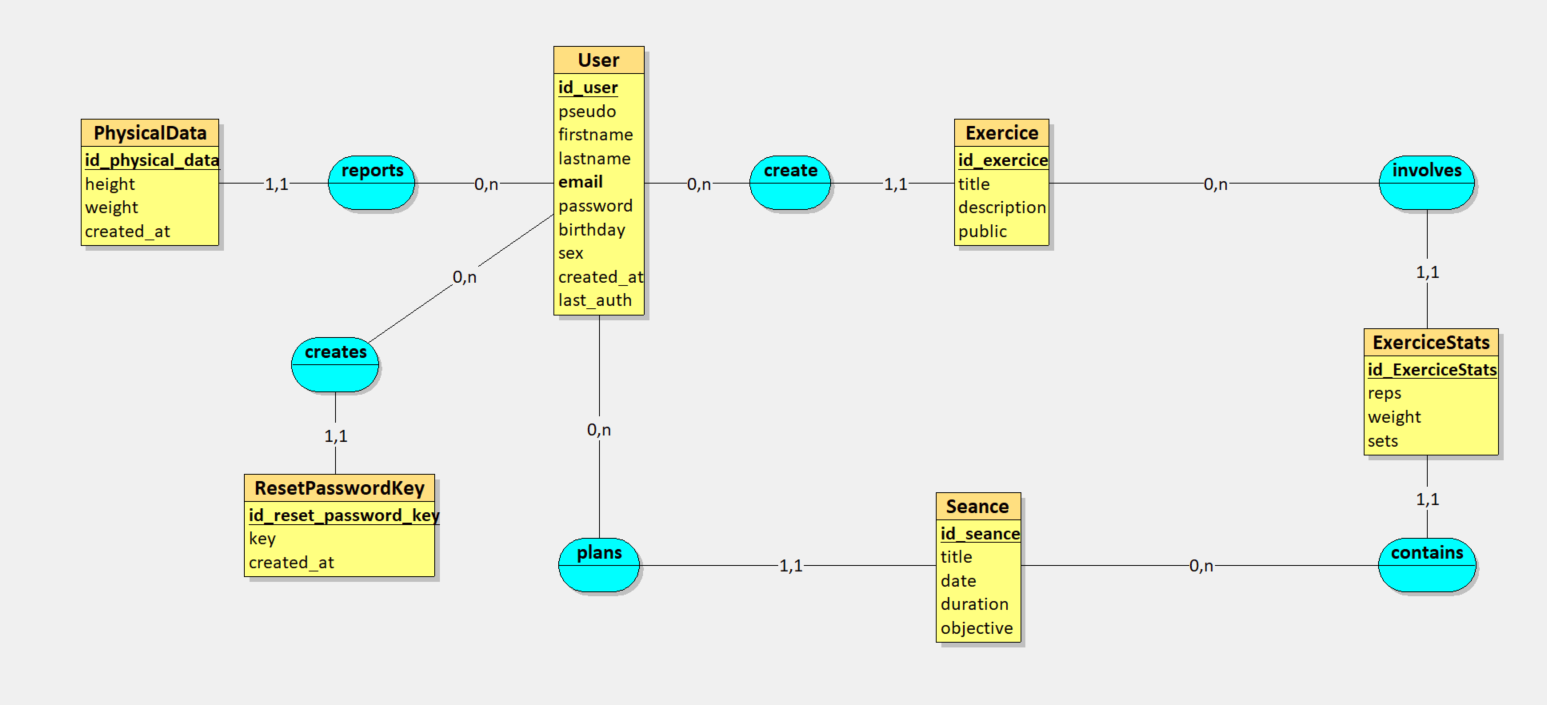 User
id_user
pseudo
firstname
lastname
email
password
birthday
sex
created_at
last_auth
PhysicalData
id_physical_data
height
weight
created_at
1,1
reports
0,n
0,n
create
1,1
Exercice
id_exercice
title
description
public
0,n
involves
1,1
0,n
creates
1,1
ResetPasswordKey
id_reset_password_key
key
created_at
0,n
plans
1,1
Seance
id_seance
title
date
duration
objective
0,n
contains
1,1
ExerciceStats
id_ExerciceStats
reps
weight
sets